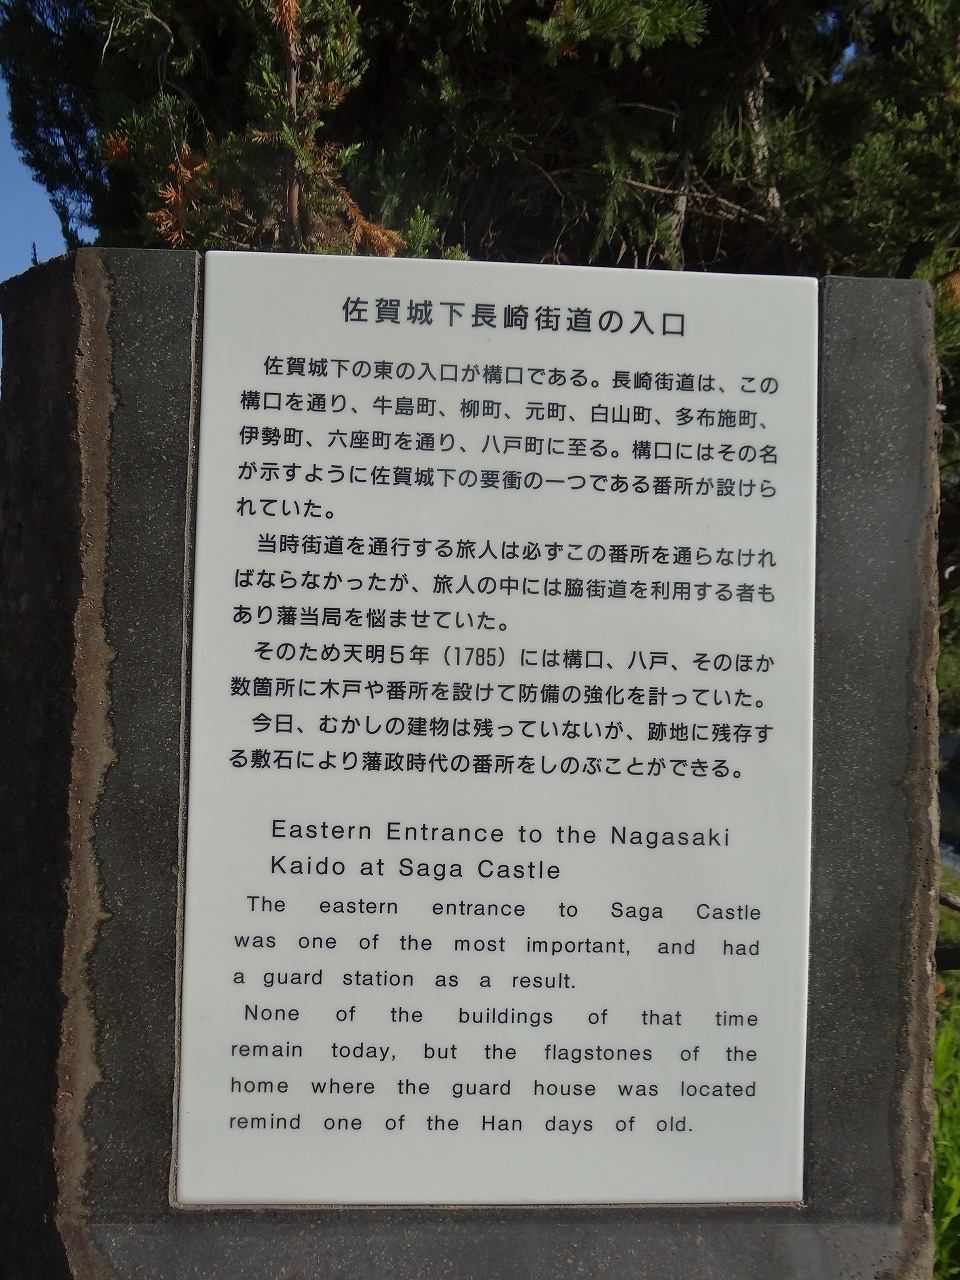 佐賀城下長崎街道の入口
佐賀城下の東の入口が構口である。長崎街道は、この
構口を通り、牛島町、柳町、元町、白山町、多布施町、
伊勢町、六座町を通り、八戸町に至る。構口にはその名
が示すように佐賀城下の要衝の一つである番所が設けら
れていた。
当時街道を通行する旅人は必ずこの番所を通らなけれ
ばならなかったが、旅人の中には脇街道を利用する者も
あり藩当局を悩ませていた。
そのため天明5年（1785）には構口、八戸、そのほか
数箇所に木戸や番所を設けて防備の強化を計っていた。
今日、むかしの建物は残っていないが、跡地に残存す
る敷石により藩政時代の番所をしのぶことができる。
Eastern Entrance to the Nagasaki
Kaido at Saga Castle
The eastern entrance to Saga Castle
was one of the most important, and had
a guard station as a result.
None of the buildings of that time
remain today, but the flagstones of the
home where the guard house was located
remind one of the Han days of old.